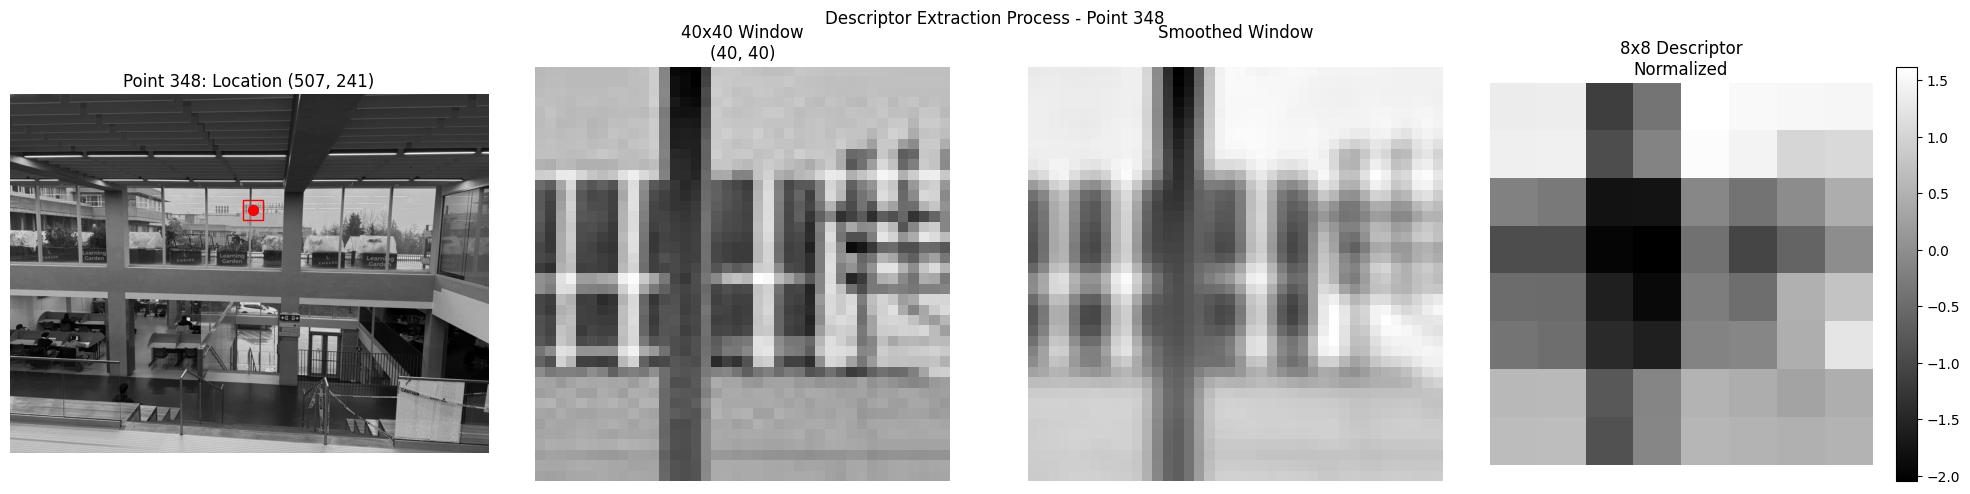 Descriptor Extraction Process - Point 348
Point 348: Location (507, 241)
40x40 Window
(40, 40)
Smoothed Window
8x8 Descriptor
Normalized
1.5
1.0
0.5
0.0
−0.5
−1.0
−1.5
−2.0
Learning
Garden
Learning
Garden